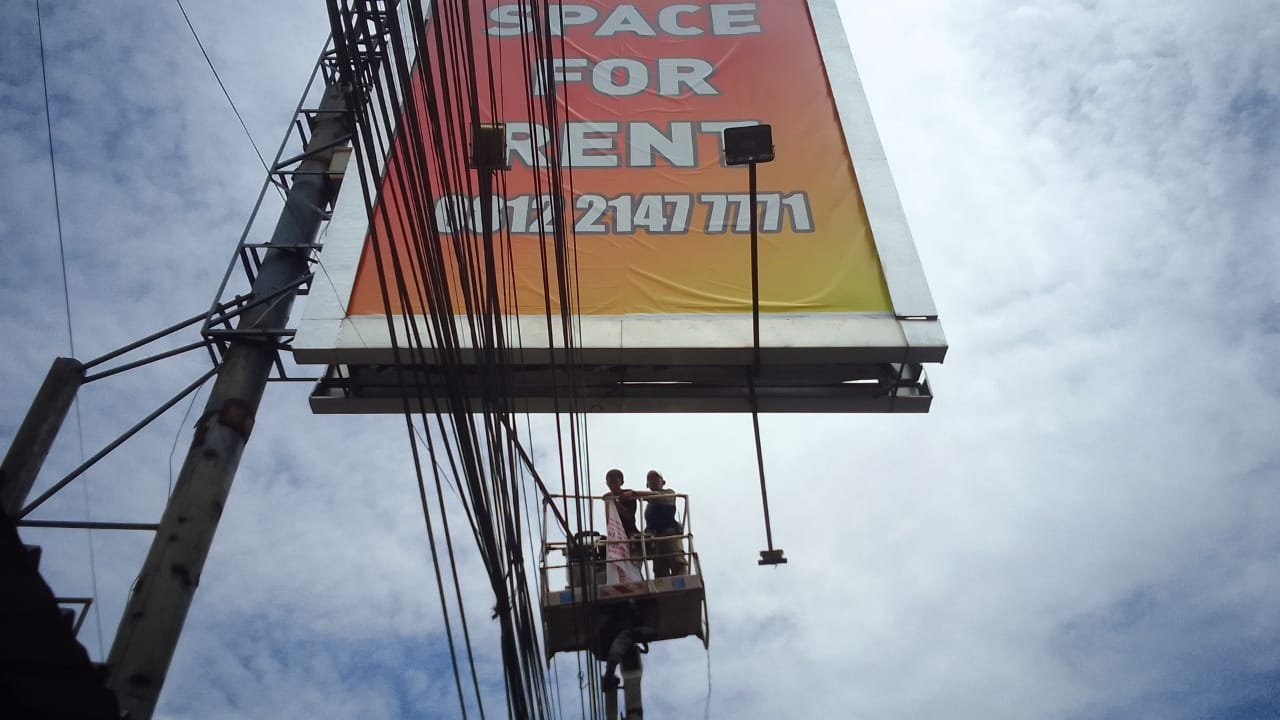 SPACE
FOR
RENT
0812 2147 7771